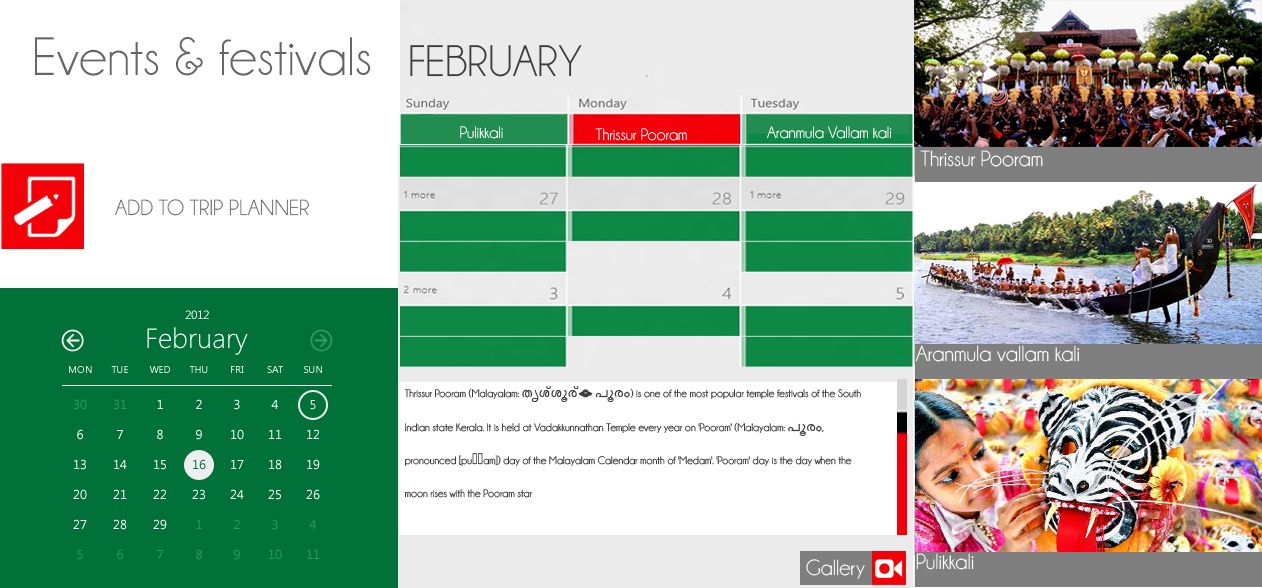 Events & festivals
ADD TO TRIP PLANNER
2012
February
MON TUE WED THU FRI SAT SUN
30 31 1 2 3 4 5
6 7 8 9 10 11 12
13 14 15 16 17 18 19
20 21 22 23 24 25 26
27 28 29 1 2 3 4
5 6 7 8 9 10 11
FEBRUARY
Sunday Monday Tuesday
Pulikkali Thrissur Pooram Aranmula Vallam kali
1 more 27 28 1 more 29
2 more 3 4 5
Thrissur Pooram (Malayalam: തൃശ്ശൂര്‍ പൂരം) is one of the most popular temple festivals of the South
Indian state Kerala. It is held at Vadakkunnathan Temple every year on 'Pooram' (Malayalam: പൂരം,
pronounced [pu▯▯am]) day of the Malayalam Calendar month of 'Medam'. 'Pooram' day is the day when the
moon rises with the Pooram star
Gallery
Thrissur Pooram
Aranmula vallam kali
Pulikkali